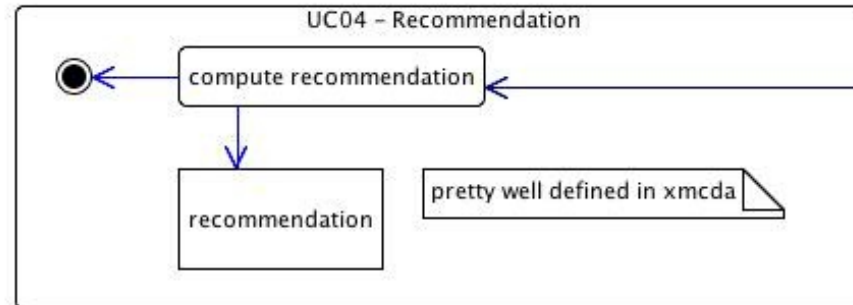 UC04 - Recommendation
compute recommendation
recommendation
pretty well defined in xmcda